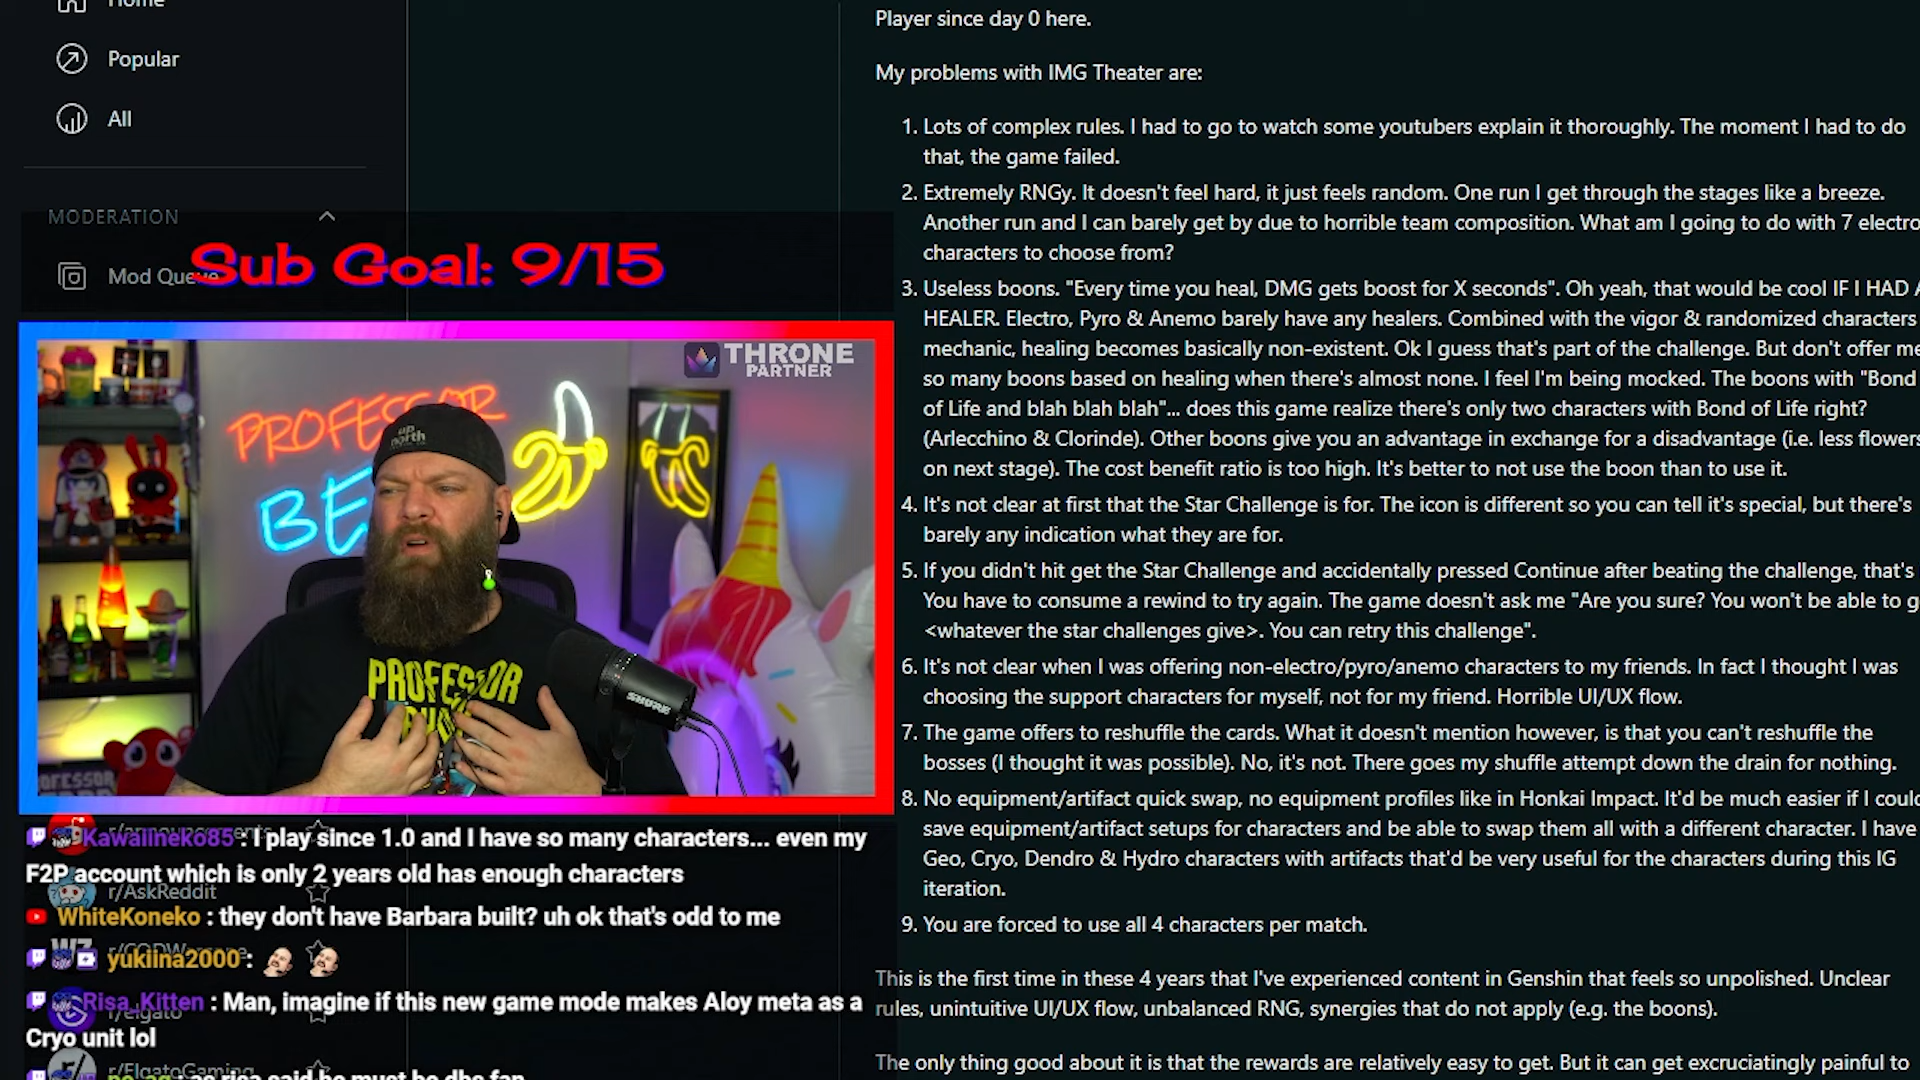 Home
Popular
All
MODERATION
Mod Queue
Sub Goal: 9/15
THRONE
PARTNER
PROFESSOR
BE
up
north
PROFESSOR
SHURE
Kawaiineko85 : I play since 1.0 and I have so many characters... even my
F2P account which is only 2 years old has enough characters
r/AskReddit
WhiteKoneko : they don't have Barbara built? uh ok that's odd to me
yukiina2000 :
Risa_Kitten : Man, imagine if this new game mode makes Aloy meta as a
Cryo unit lol
r/Elgato
r/ElgatoGaming
Player since day 0 here.
My problems with IMG Theater are:
1. Lots of complex rules. I had to go to watch some youtubers explain it thoroughly. The moment I had to do
that, the game failed.
2. Extremely RNGy. It doesn't feel hard, it just feels random. One run I get through the stages like a breeze.
Another run and I can barely get by due to horrible team composition. What am I going to do with 7 electro
characters to choose from?
3. Useless boons. "Every time you heal, DMG gets boost for X seconds". Oh yeah, that would be cool IF I HAD A
HEALER. Electro, Pyro & Anemo barely have any healers. Combined with the vigor & randomized characters
mechanic, healing becomes basically non-existent. Ok I guess that's part of the challenge. But don't offer me
so many boons based on healing when there's almost none. I feel I'm being mocked. The boons with "Bond
of Life and blah blah blah"... does this game realize there's only two characters with Bond of Life right?
(Arlecchino & Clorinde). Other boons give you an advantage in exchange for a disadvantage (i.e. less flowers
on next stage). The cost benefit ratio is too high. It's better to not use the boon than to use it.
4. It's not clear at first that the Star Challenge is for. The icon is different so you can tell it's special, but there's
barely any indication what they are for.
5. If you didn't hit get the Star Challenge and accidentally pressed Continue after beating the challenge, that's
You have to consume a rewind to try again. The game doesn't ask me "Are you sure? You won't be able to g
<whatever the star challenges give>. You can retry this challenge".
6. It's not clear when I was offering non-electro/pyro/anemo characters to my friends. In fact I thought I was
choosing the support characters for myself, not for my friend. Horrible UI/UX flow.
7. The game offers to reshuffle the cards. What it doesn't mention however, is that you can't reshuffle the
bosses (I thought it was possible). No, it's not. There goes my shuffle attempt down the drain for nothing.
8. No equipment/artifact quick swap, no equipment profiles like in Honkai Impact. It'd be much easier if I could
save equipment/artifact setups for characters and be able to swap them all with a different character. I have
Geo, Cryo, Dendro & Hydro characters with artifacts that'd be very useful for the characters during this IG
iteration.
9. You are forced to use all 4 characters per match.
This is the first time in these 4 years that I've experienced content in Genshin that feels so unpolished. Unclear
rules, unintuitive UI/UX flow, unbalanced RNG, synergies that do not apply (e.g. the boons).
The only thing good about it is that the rewards are relatively easy to get. But it can get excruciatingly painful to